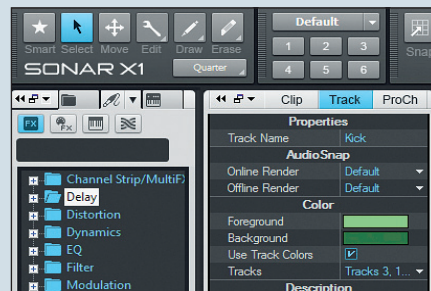 Smart Select Move Edit Draw Erase
SONAR X1
Quarter
Default
1 2 3
4 5 6
Snap
Clip Track ProCh
FX
Properties
Track Name Kick
AudioSnap
Online Render Default
Offline Render Default
Color
Foreground
Background
Use Track Colors
Tracks Tracks 3, 1...
Description
Channel Strip/MultiFX
Delay
Distortion
Dynamics
EQ
Filter
Modulation